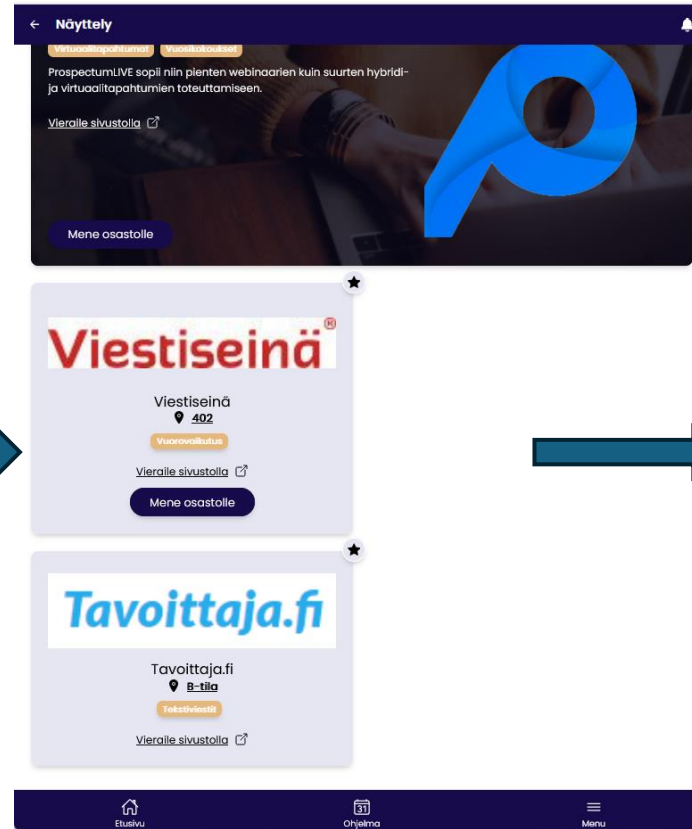 Näyttely
Virtuaalitapahtumat Vuosikokoukset
ProspectumLIVE sopii niin pienten webinaarien kuin suurten hybridi-
ja virtuaalitapahtumien toteuttamiseen.
Vieraile sivustolla
Mene osastolle
Viestiseinä®
Viestiseinä
402
Vuorovaikutus
Vieraile sivustolla
Mene osastolle
Tavoittaja.fi
Tavoittaja.fi
B-tila
Tekstiviestit
Vieraile sivustolla
31
Etusivu Ohjelma Menu